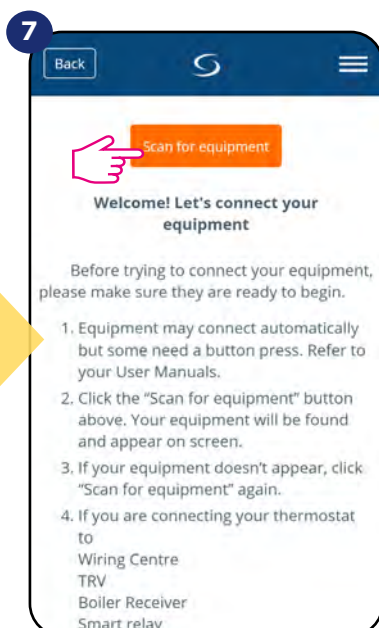 7
Back
Scan for equipment
Welcome! Let's connect your
equipment
Before trying to connect your equipment,
please make sure they are ready to begin.
1. Equipment may connect automatically
but some need a button press. Refer to
your User Manuals.
2. Click the “Scan for equipment” button
above. Your equipment will be found
and appear on screen.
3. If your equipment doesn’t appear, click
“Scan for equipment” again.
4. If you are connecting your thermostat
to
Wiring Centre
TRV
Boiler Receiver
Smart relay